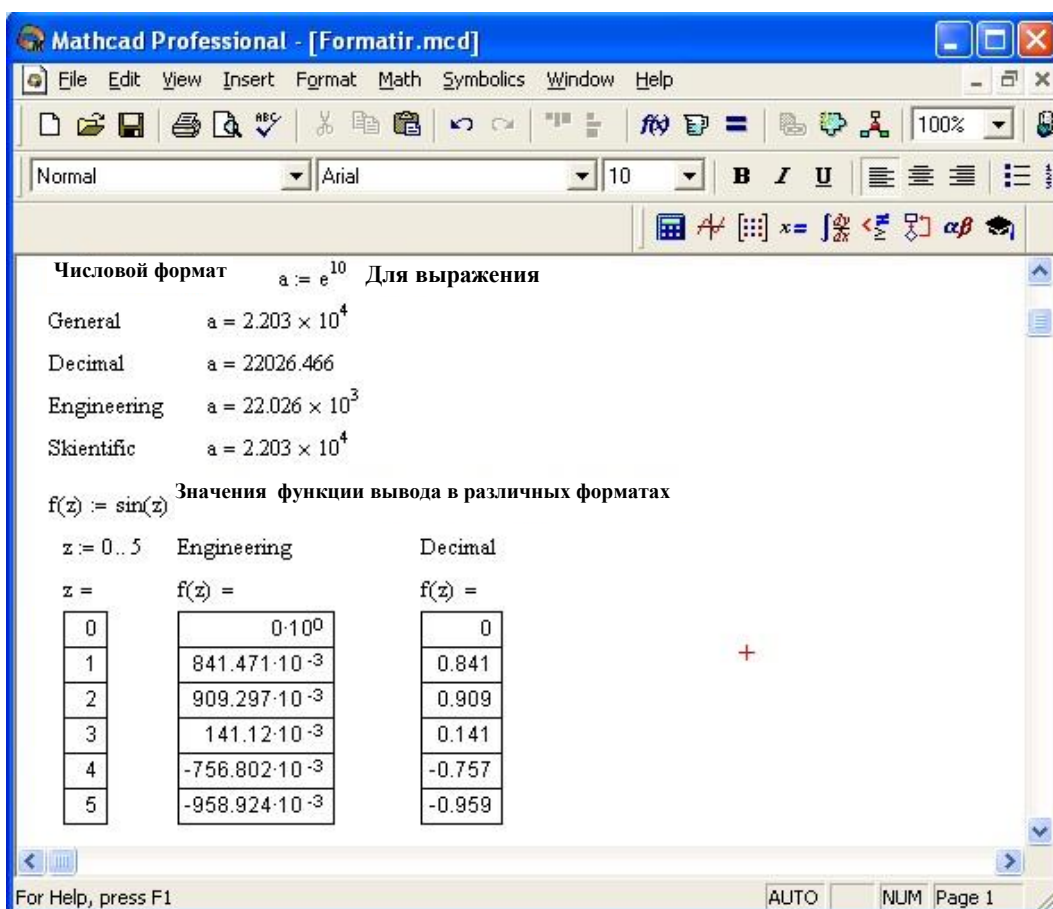 Mathcad Professional - [Formatir.mcd]
File Edit View Insert Format Math Symbolics Window Help
100%
Normal Arial 10 B I U
Числовой формат a := e^10 Для выражения
General a = 2.203 × 10^4
Decimal a = 22026.466
Engineering a = 22.026 × 10^3
Skientific a = 2.203 × 10^4
f(z) := sin(z) Значения функции вывода в различных форматах
z := 0.. 5 Engineering Decimal
z = f(z) = f(z) =
0 0·10^0 0
1 841.471·10^-3 0.841
2 909.297·10^-3 0.909
3 141.12·10^-3 0.141
4 -756.802·10^-3 -0.757
5 -958.924·10^-3 -0.959
For Help, press F1 AUTO NUM Page 1